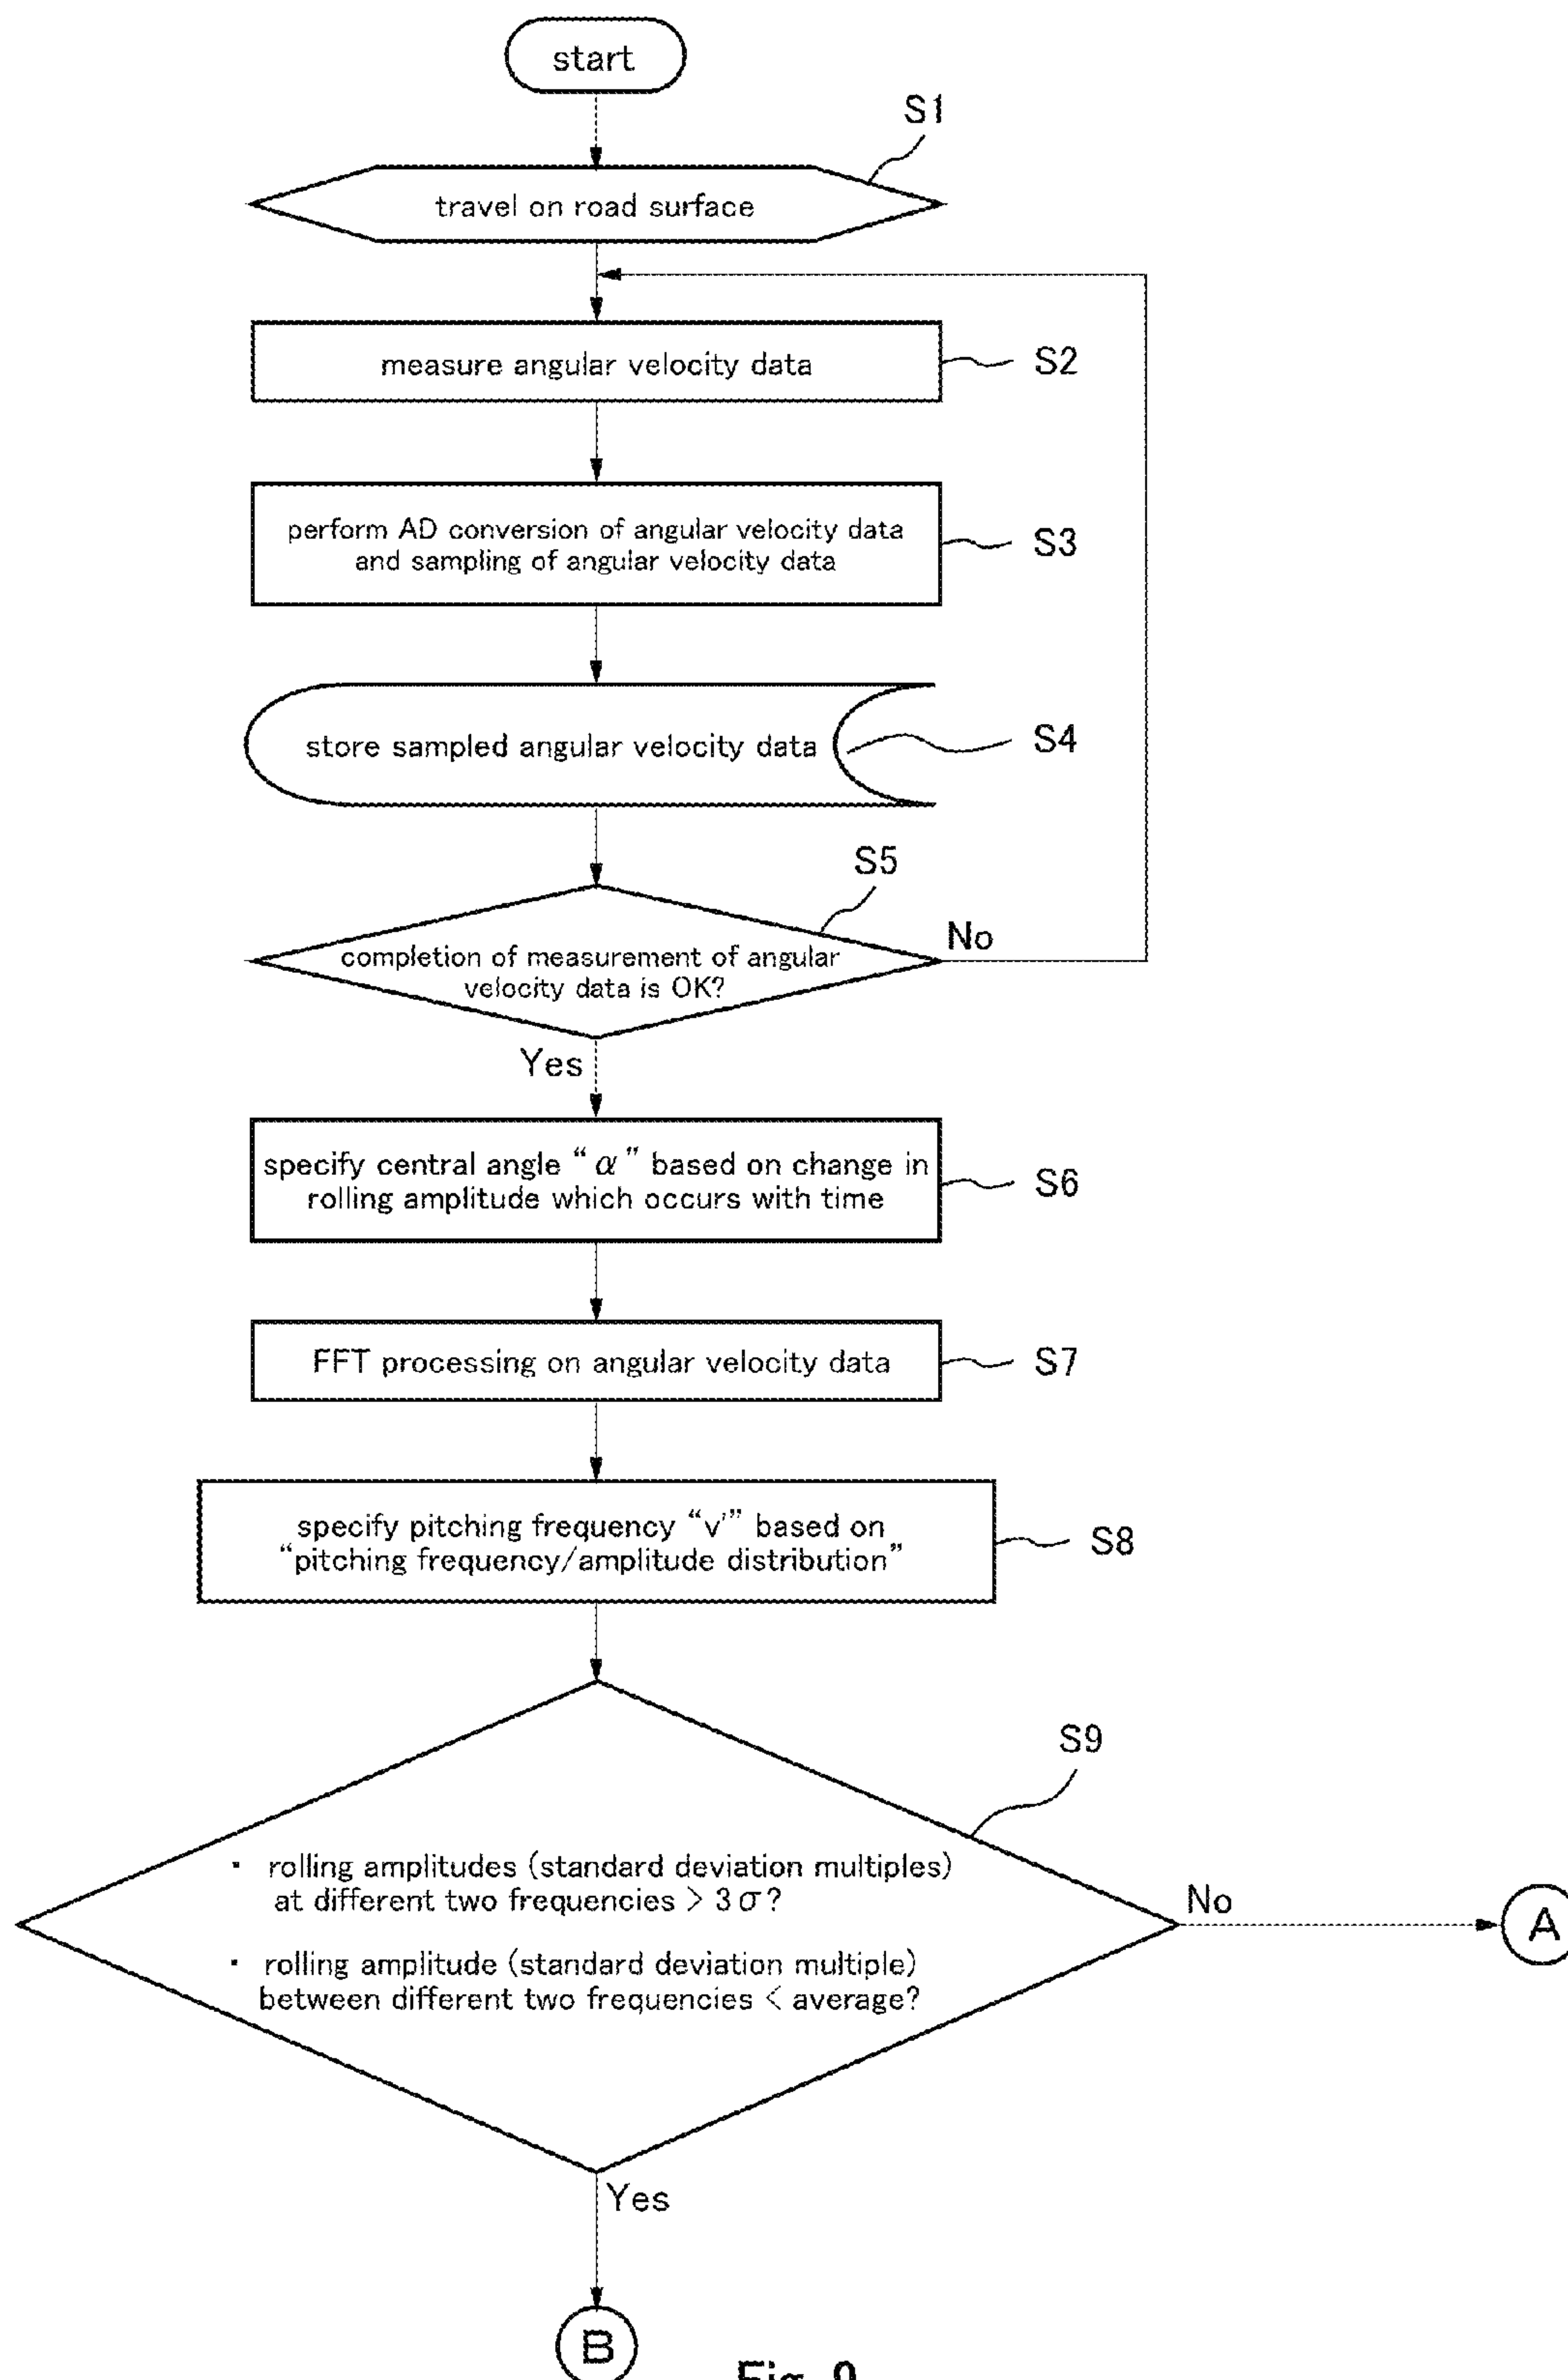 start
S1
travel on road surface
measure angular velocity data
S2
perform AD conversion of angular velocity data
and sampling of angular velocity data
S3
store sampled angular velocity data
S4
S5
completion of measurement of angular
velocity data is OK?
No
Yes
specify central angle “α” based on change in
rolling amplitude which occurs with time
S6
FFT processing on angular velocity data
S7
specify pitching frequency “v'” based on
“pitching frequency/amplitude distribution”
S8
S9
・ rolling amplitudes (standard deviation multiples)
at different two frequencies > 3σ?
・ rolling amplitude (standard deviation multiple)
between different two frequencies < average?
No
A
Yes
B
Fig. 9